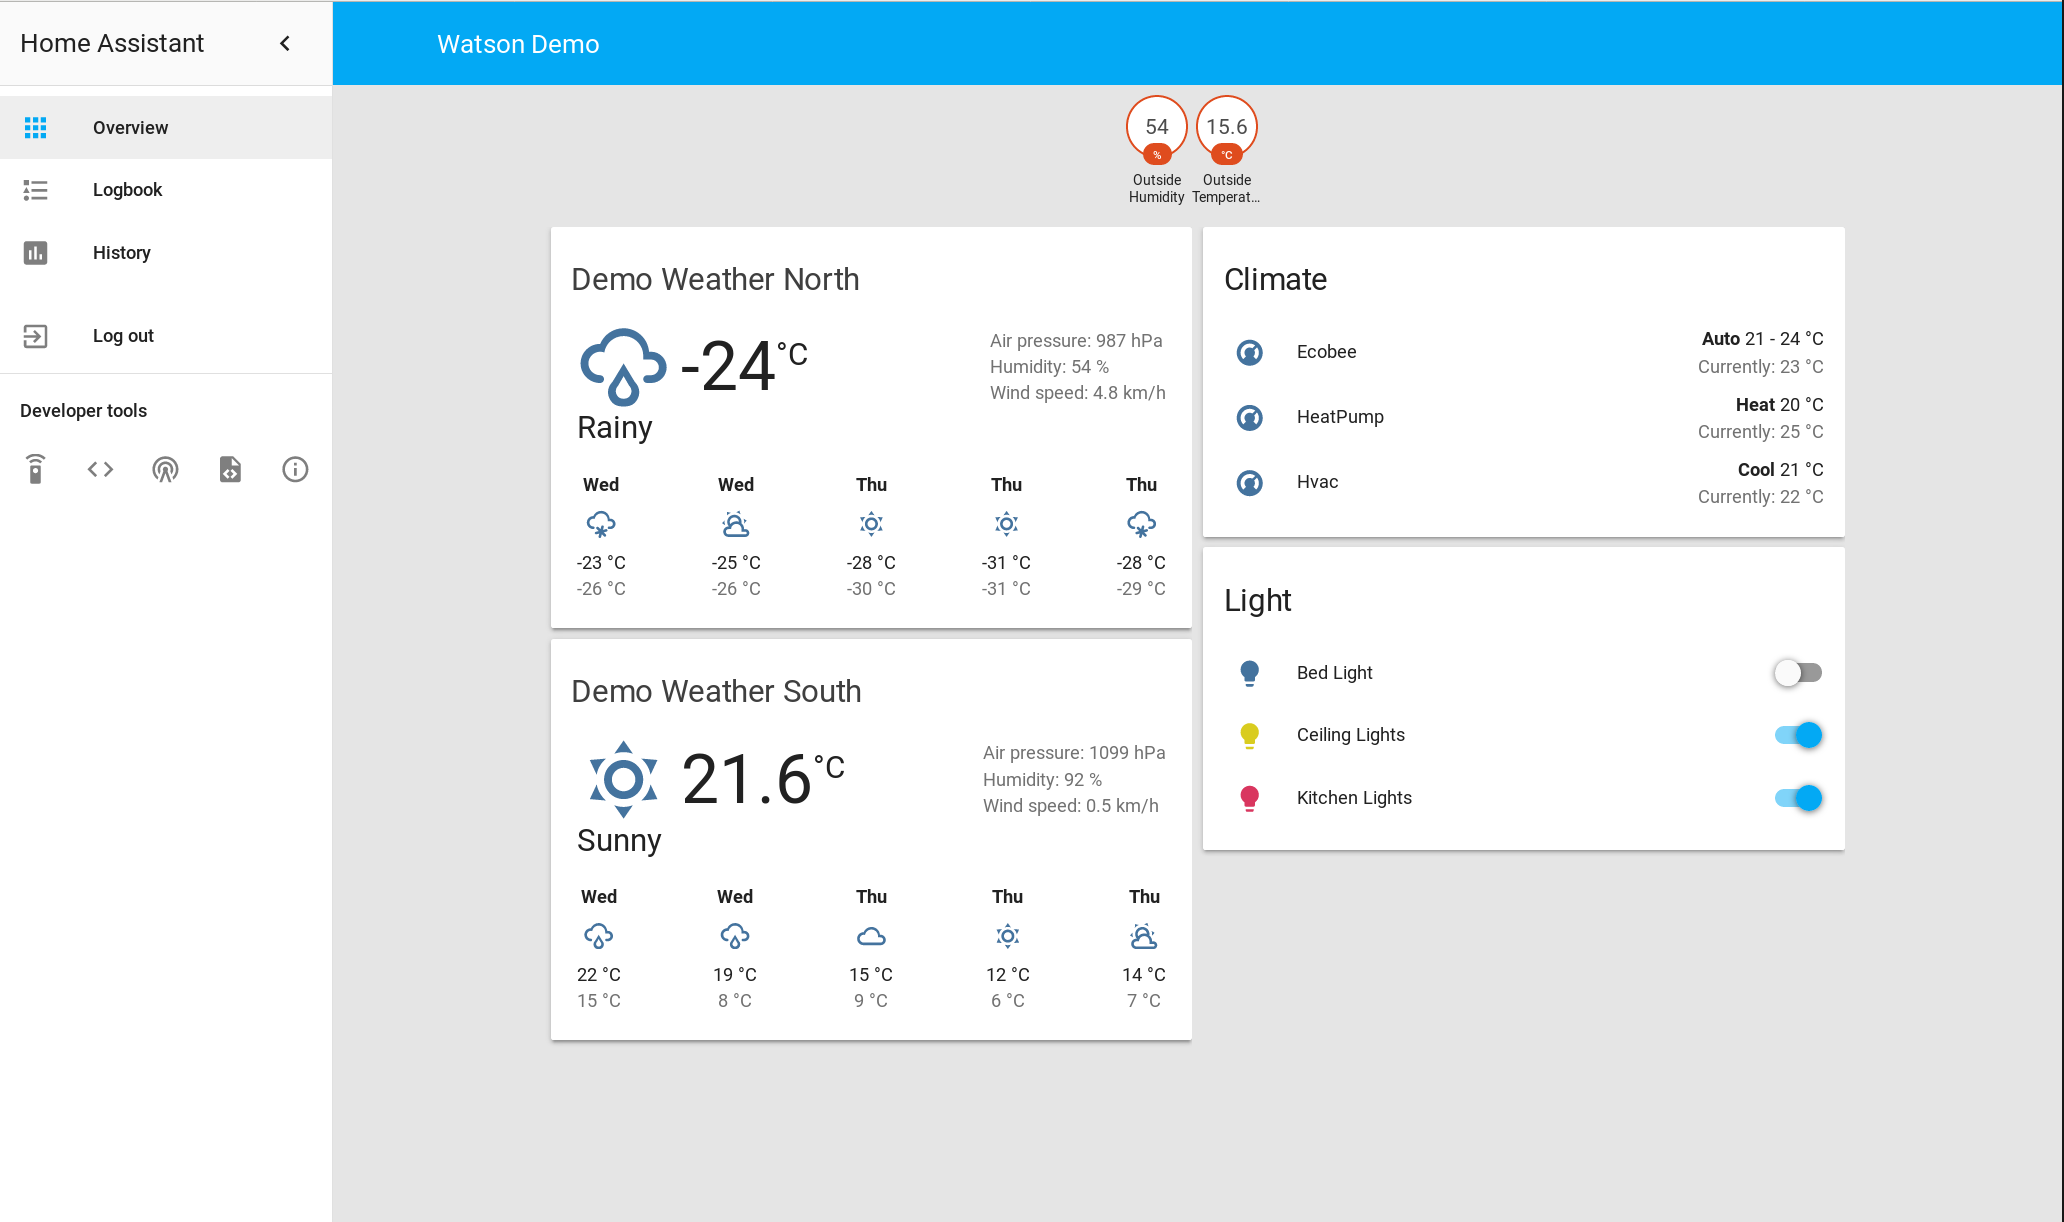 Home Assistant
Watson Demo
Overview
Logbook
History
Log out
Developer tools
54
%
Outside
Humidity
15.6
°C
Outside
Temperat...
Demo Weather North
-24 °C
Rainy
Air pressure: 987 hPa
Humidity: 54 %
Wind speed: 4.8 km/h
Wed Wed Thu Thu Thu
-23 °C -25 °C -28 °C -31 °C -28 °C
-26 °C -26 °C -30 °C -31 °C -29 °C
Demo Weather South
21.6 °C
Sunny
Air pressure: 1099 hPa
Humidity: 92 %
Wind speed: 0.5 km/h
Wed Wed Thu Thu Thu
22 °C 19 °C 15 °C 12 °C 14 °C
15 °C 8 °C 9 °C 6 °C 7 °C
Climate
Ecobee Auto 21 - 24 °C
Currently: 23 °C
HeatPump Heat 20 °C
Currently: 25 °C
Hvac Cool 21 °C
Currently: 22 °C
Light
Bed Light
Ceiling Lights
Kitchen Lights